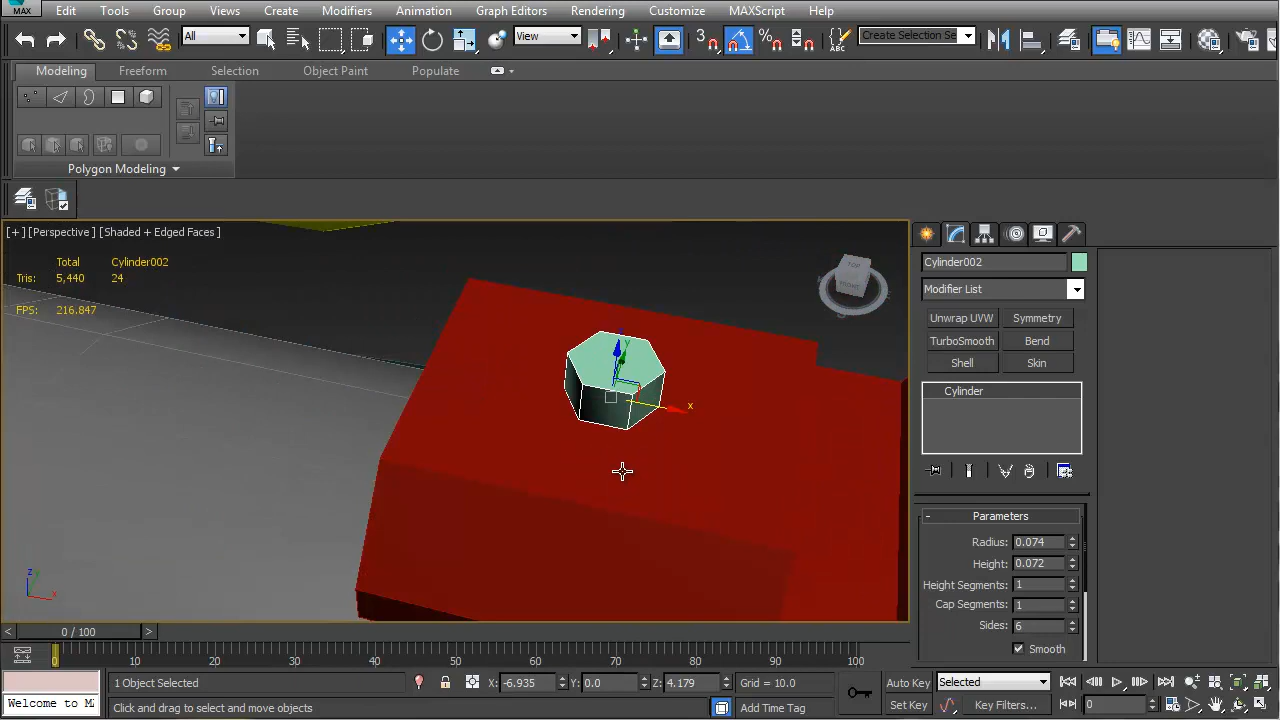 MAX Edit Tools Group Views Create Modifiers Animation Graph Editors Rendering Customize MAXScript Help
All View 3 % ABC Create Selection Se
Modeling Freeform Selection Object Paint Populate
Polygon Modeling
[+] [Perspective ] [Shaded + Edged Faces ]
Total Cylinder002
Tris: 5,440 24
FPS: 216.847
TOP
FRONT
z
y
x
z
x
Cylinder002
Modifier List
Unwrap UVW Symmetry
TurboSmooth Bend
Shell Skin
Cylinder
- Parameters
Radius: 0.074
Height: 0.072
Height Segments: 1
Cap Segments: 1
Sides: 6
Smooth
< 0 / 100 >
0 10 20 30 40 50 60 70 80 90 100
1 Object Selected X: -6.935 Y: 0.0 Z: 4.179 Grid = 10.0 Auto Key Selected
Welcome to M Click and drag to select and move objects Add Time Tag Set Key Key Filters... 0